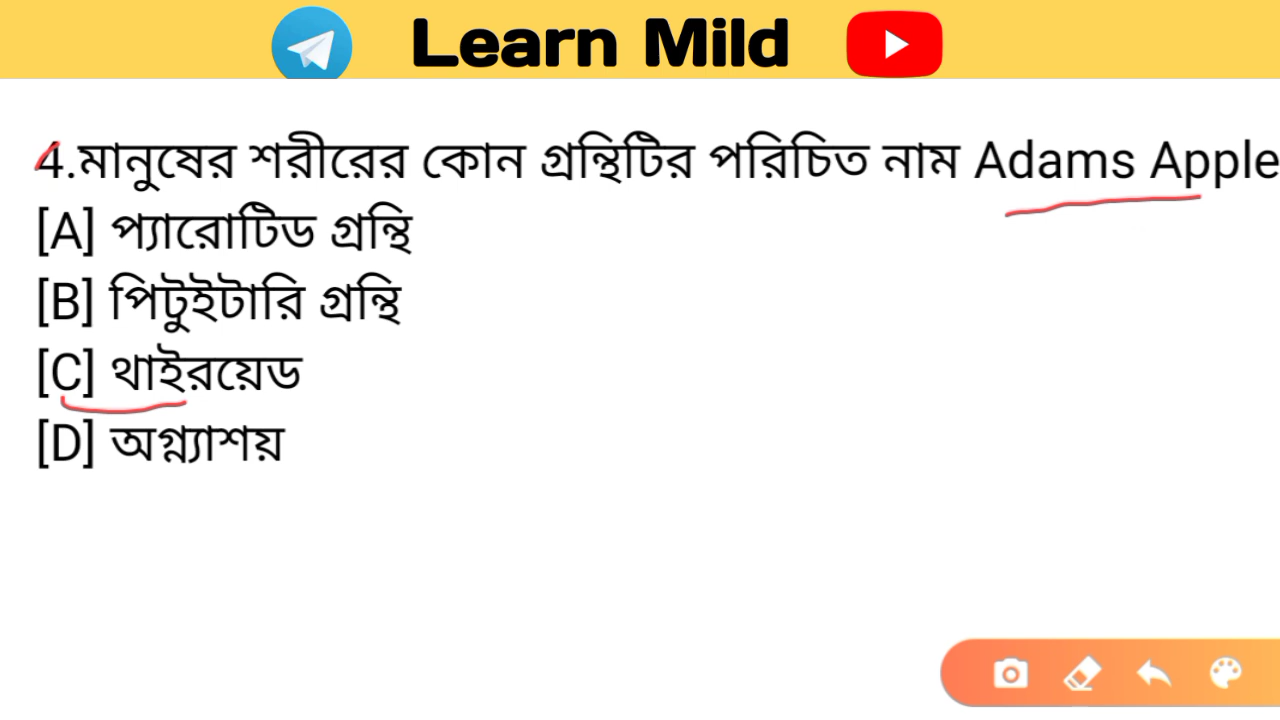 Learn Mild
4.মানুষের শরীরের কোন গ্রন্থিটির পরিচিত নাম Adams Apple
[A] প্যারোটিড গ্রন্থি
[B] পিটুইটারি গ্রন্থি
[C] থাইরয়েড
[D] অগ্ন্যাশয়